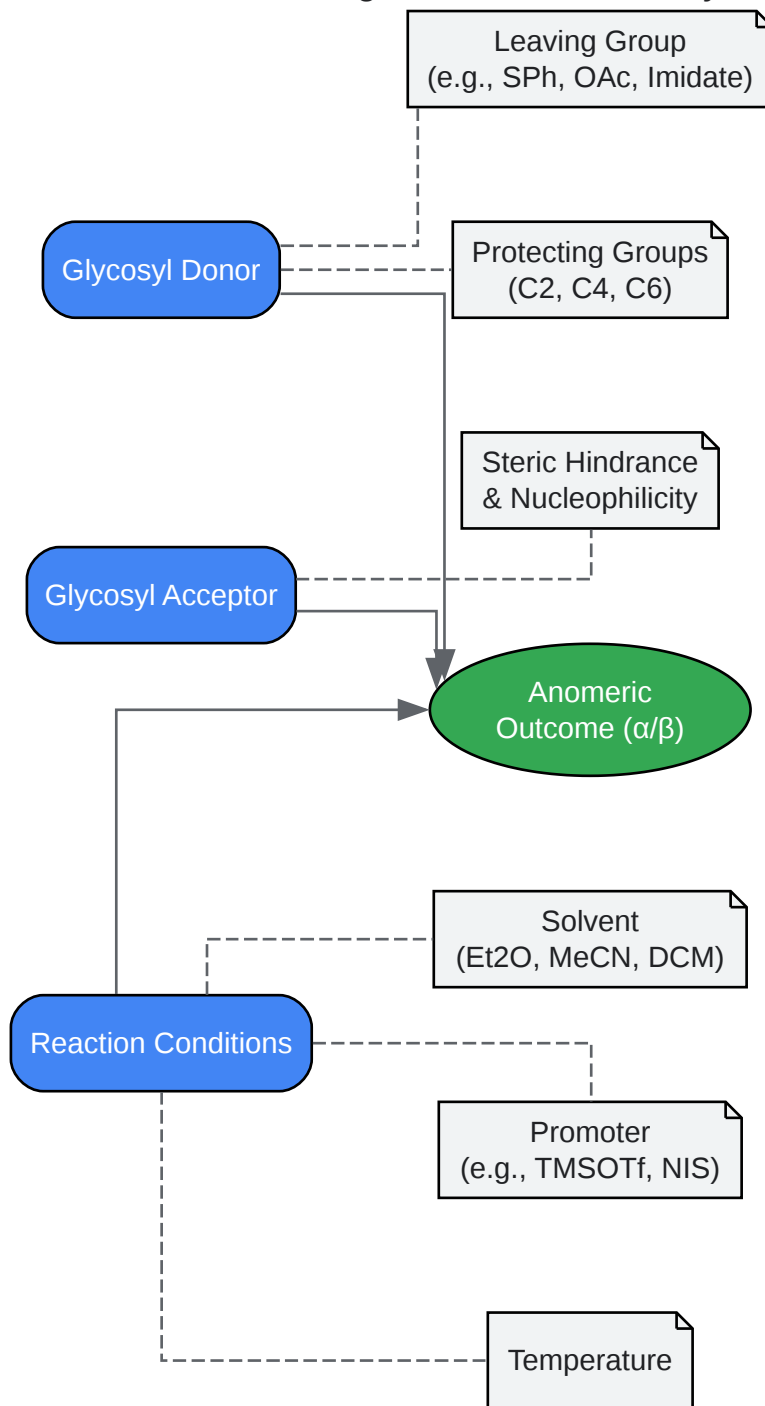 Leaving Group
(e.g., SPh, OAc, Imidate)
Glycosyl Donor
Protecting Groups
(C2, C4, C6)
Steric Hindrance
& Nucleophilicity
Glycosyl Acceptor
Anomeric
Outcome (α/β)
Solvent
(Et2O, MeCN, DCM)
Reaction Conditions
Promoter
(e.g., TMSOTf, NIS)
Temperature